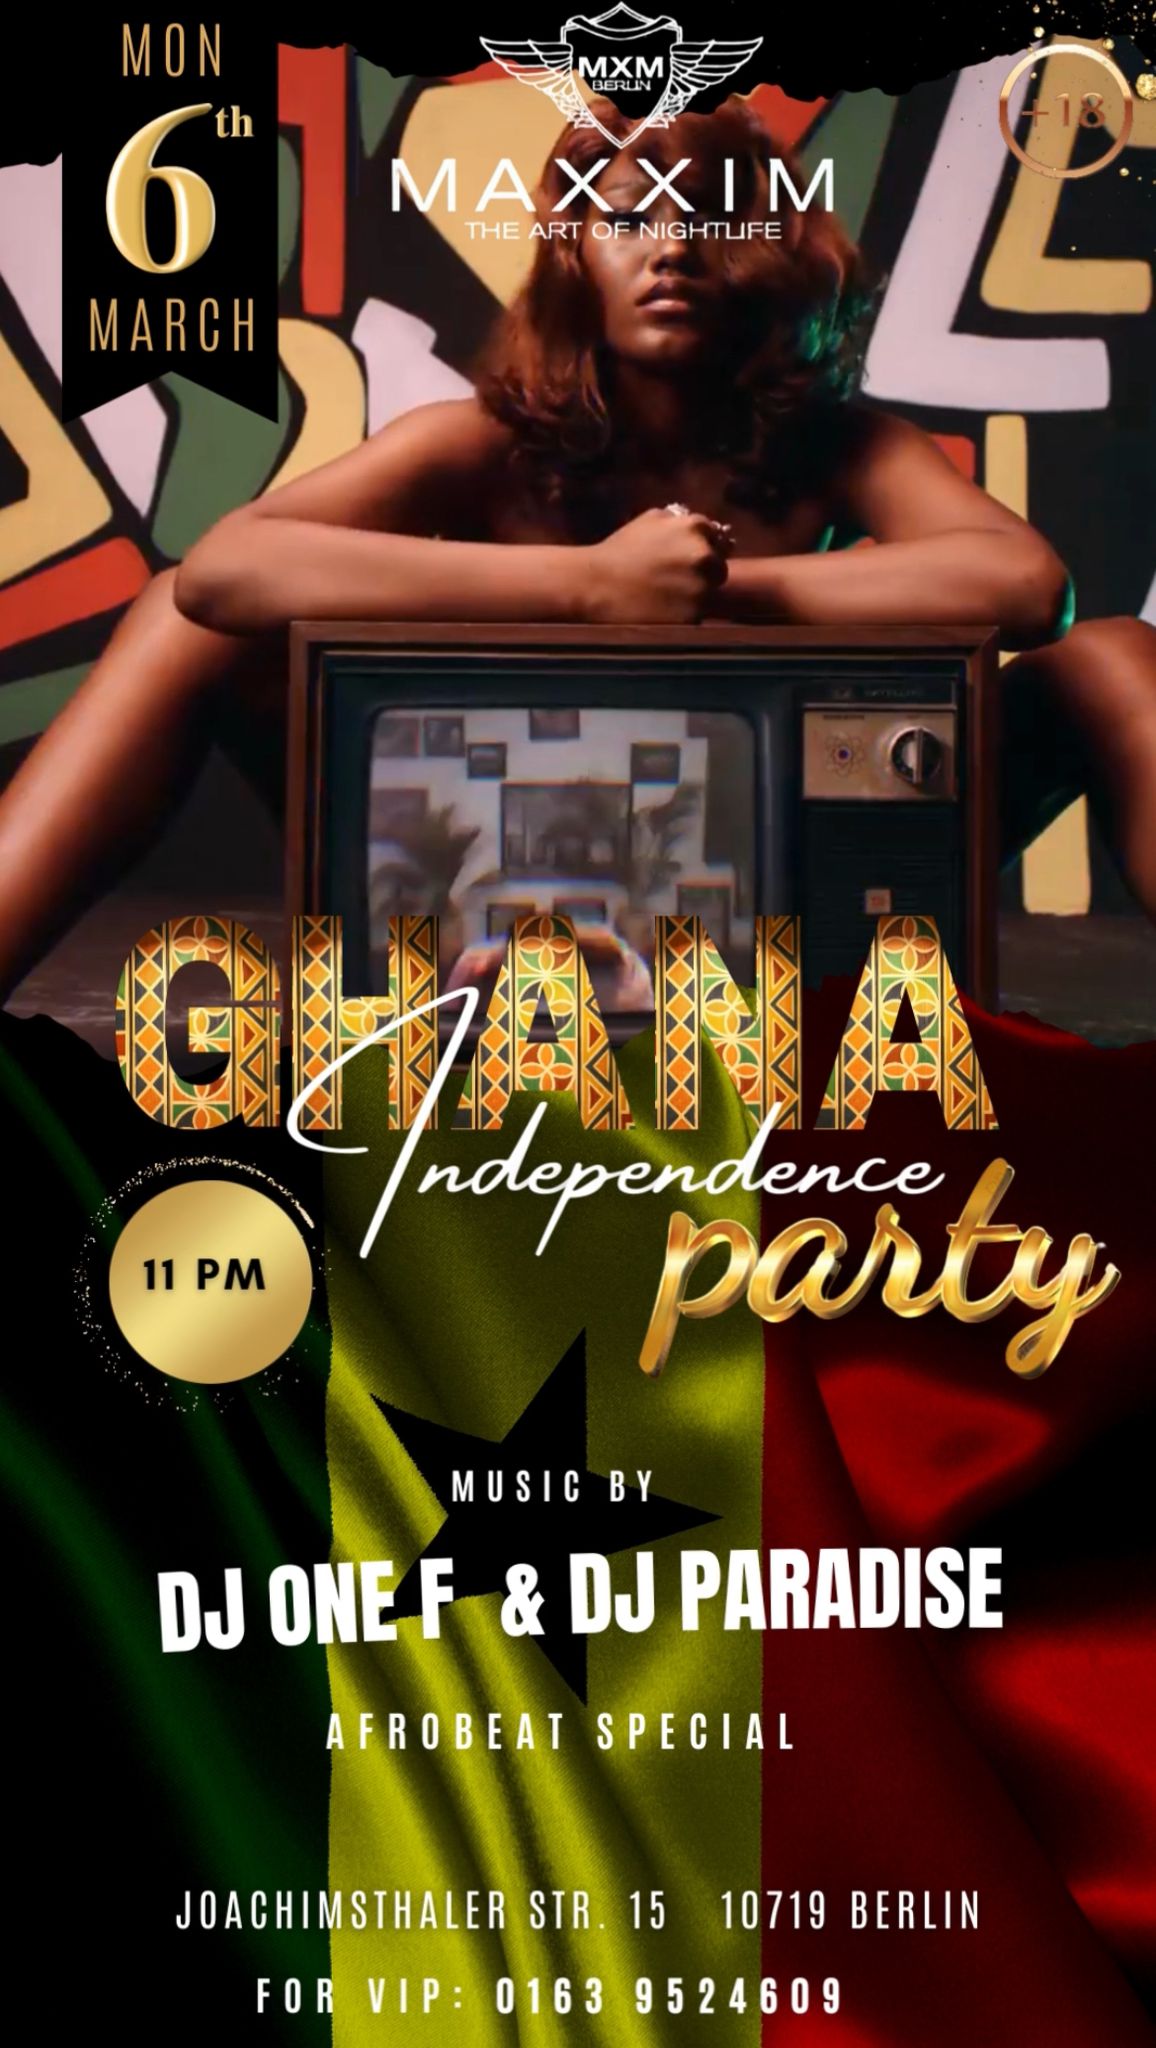 MON
6th
MARCH
MXM
BERLIN
MAXXIM
THE ART OF NIGHTLIFE
+18
GHANA
Independence
party
11 PM
MUSIC BY
DJ ONE F & DJ PARADISE
AFROBEAT SPECIAL
JOACHIMSTHALER STR. 15 10719 BERLIN
FOR VIP: 0163 9524609